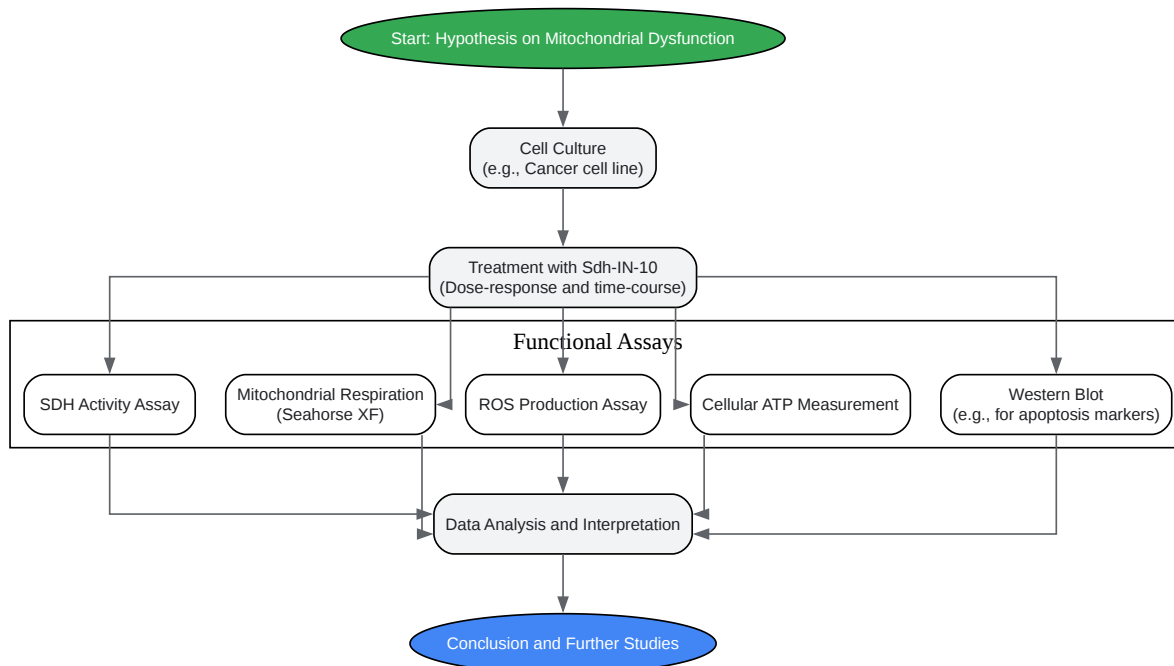 Start: Hypothesis on Mitochondrial Dysfunction
Cell Culture
(e.g., Cancer cell line)
Treatment with Sdh-IN-10
(Dose-response and time-course)
Functional Assays
SDH Activity Assay
Mitochondrial Respiration
(Seahorse XF)
ROS Production Assay
Cellular ATP Measurement
Western Blot
(e.g., for apoptosis markers)
Data Analysis and Interpretation
Conclusion and Further Studies